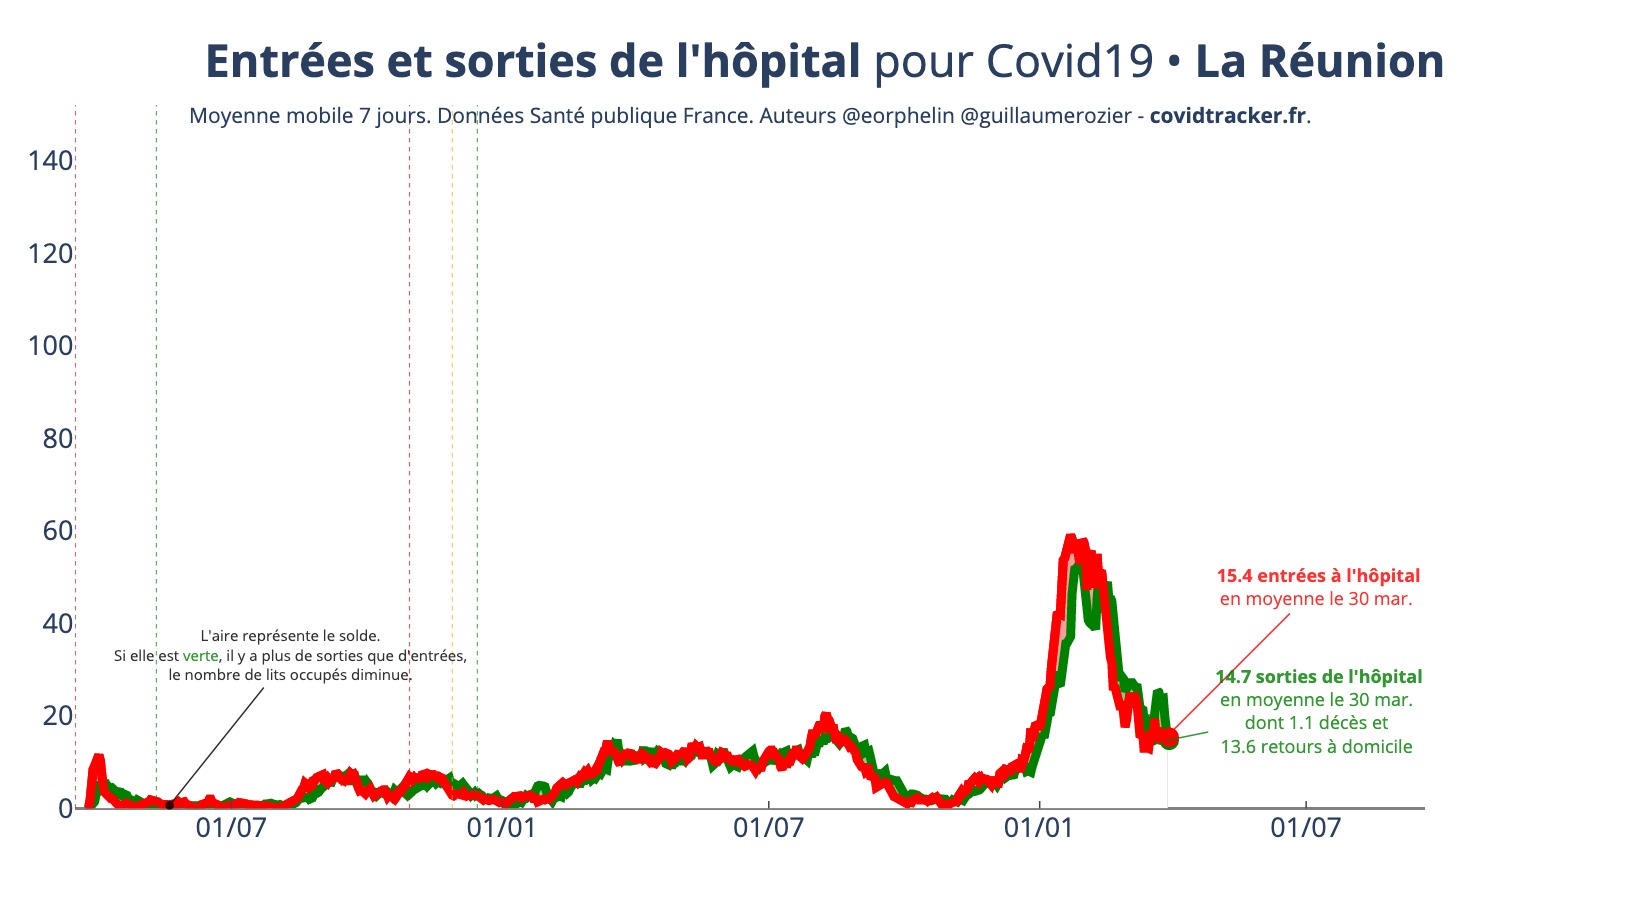 Entrées et sorties de l'hôpital pour Covid19 • La Réunion
Moyenne mobile 7 jours. Données Santé publique France. Auteurs @eorphelin @guillaumerozier - covidtracker.fr.
140
120
100
80
60
40
20
0
L'aire représente le solde.
Si elle est verte, il y a plus de sorties que d'entrées,
le nombre de lits occupés diminue.
15.4 entrées à l'hôpital
en moyenne le 30 mar.
14.7 sorties de l'hôpital
en moyenne le 30 mar.
dont 1.1 décès et
13.6 retours à domicile
01/07
01/01
01/07
01/01
01/07